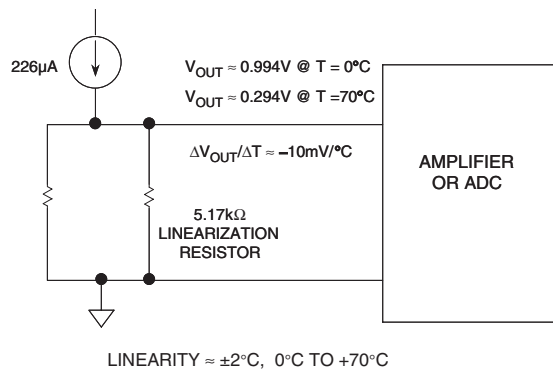 226µA
V_OUT ≈ 0.994V @ T = 0°C
V_OUT ≈ 0.294V @ T =70°C
ΔV_OUT/ΔT ≈ –10mV/°C
5.17kΩ
LINEARIZATION
RESISTOR
AMPLIFIER
OR ADC
LINEARITY ≈ ±2°C, 0°C TO +70°C